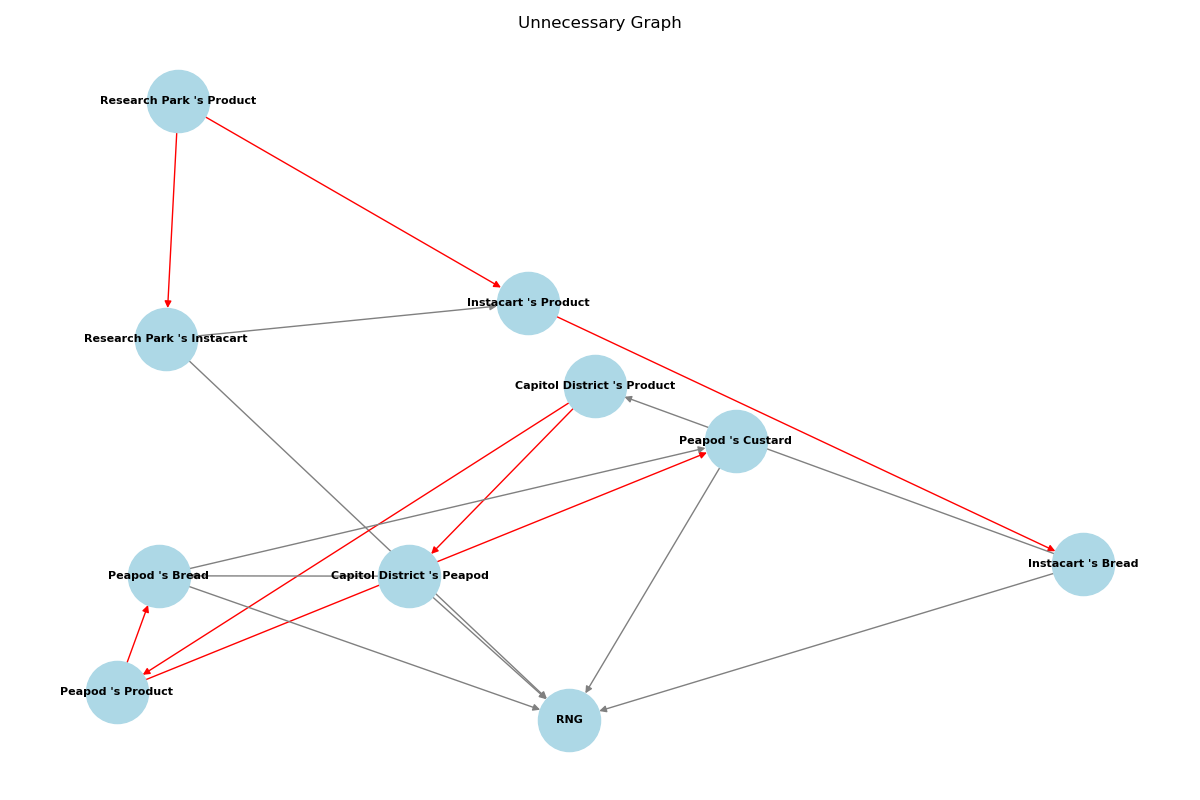 Unnecessary Graph
Research Park 's Product
Instacart 's Product
Research Park 's Instacart
Capitol District 's Product
Peapod 's Custard
Instacart 's Bread
Peapod 's Bread
Capitol District 's Peapod
Peapod 's Product
RNG